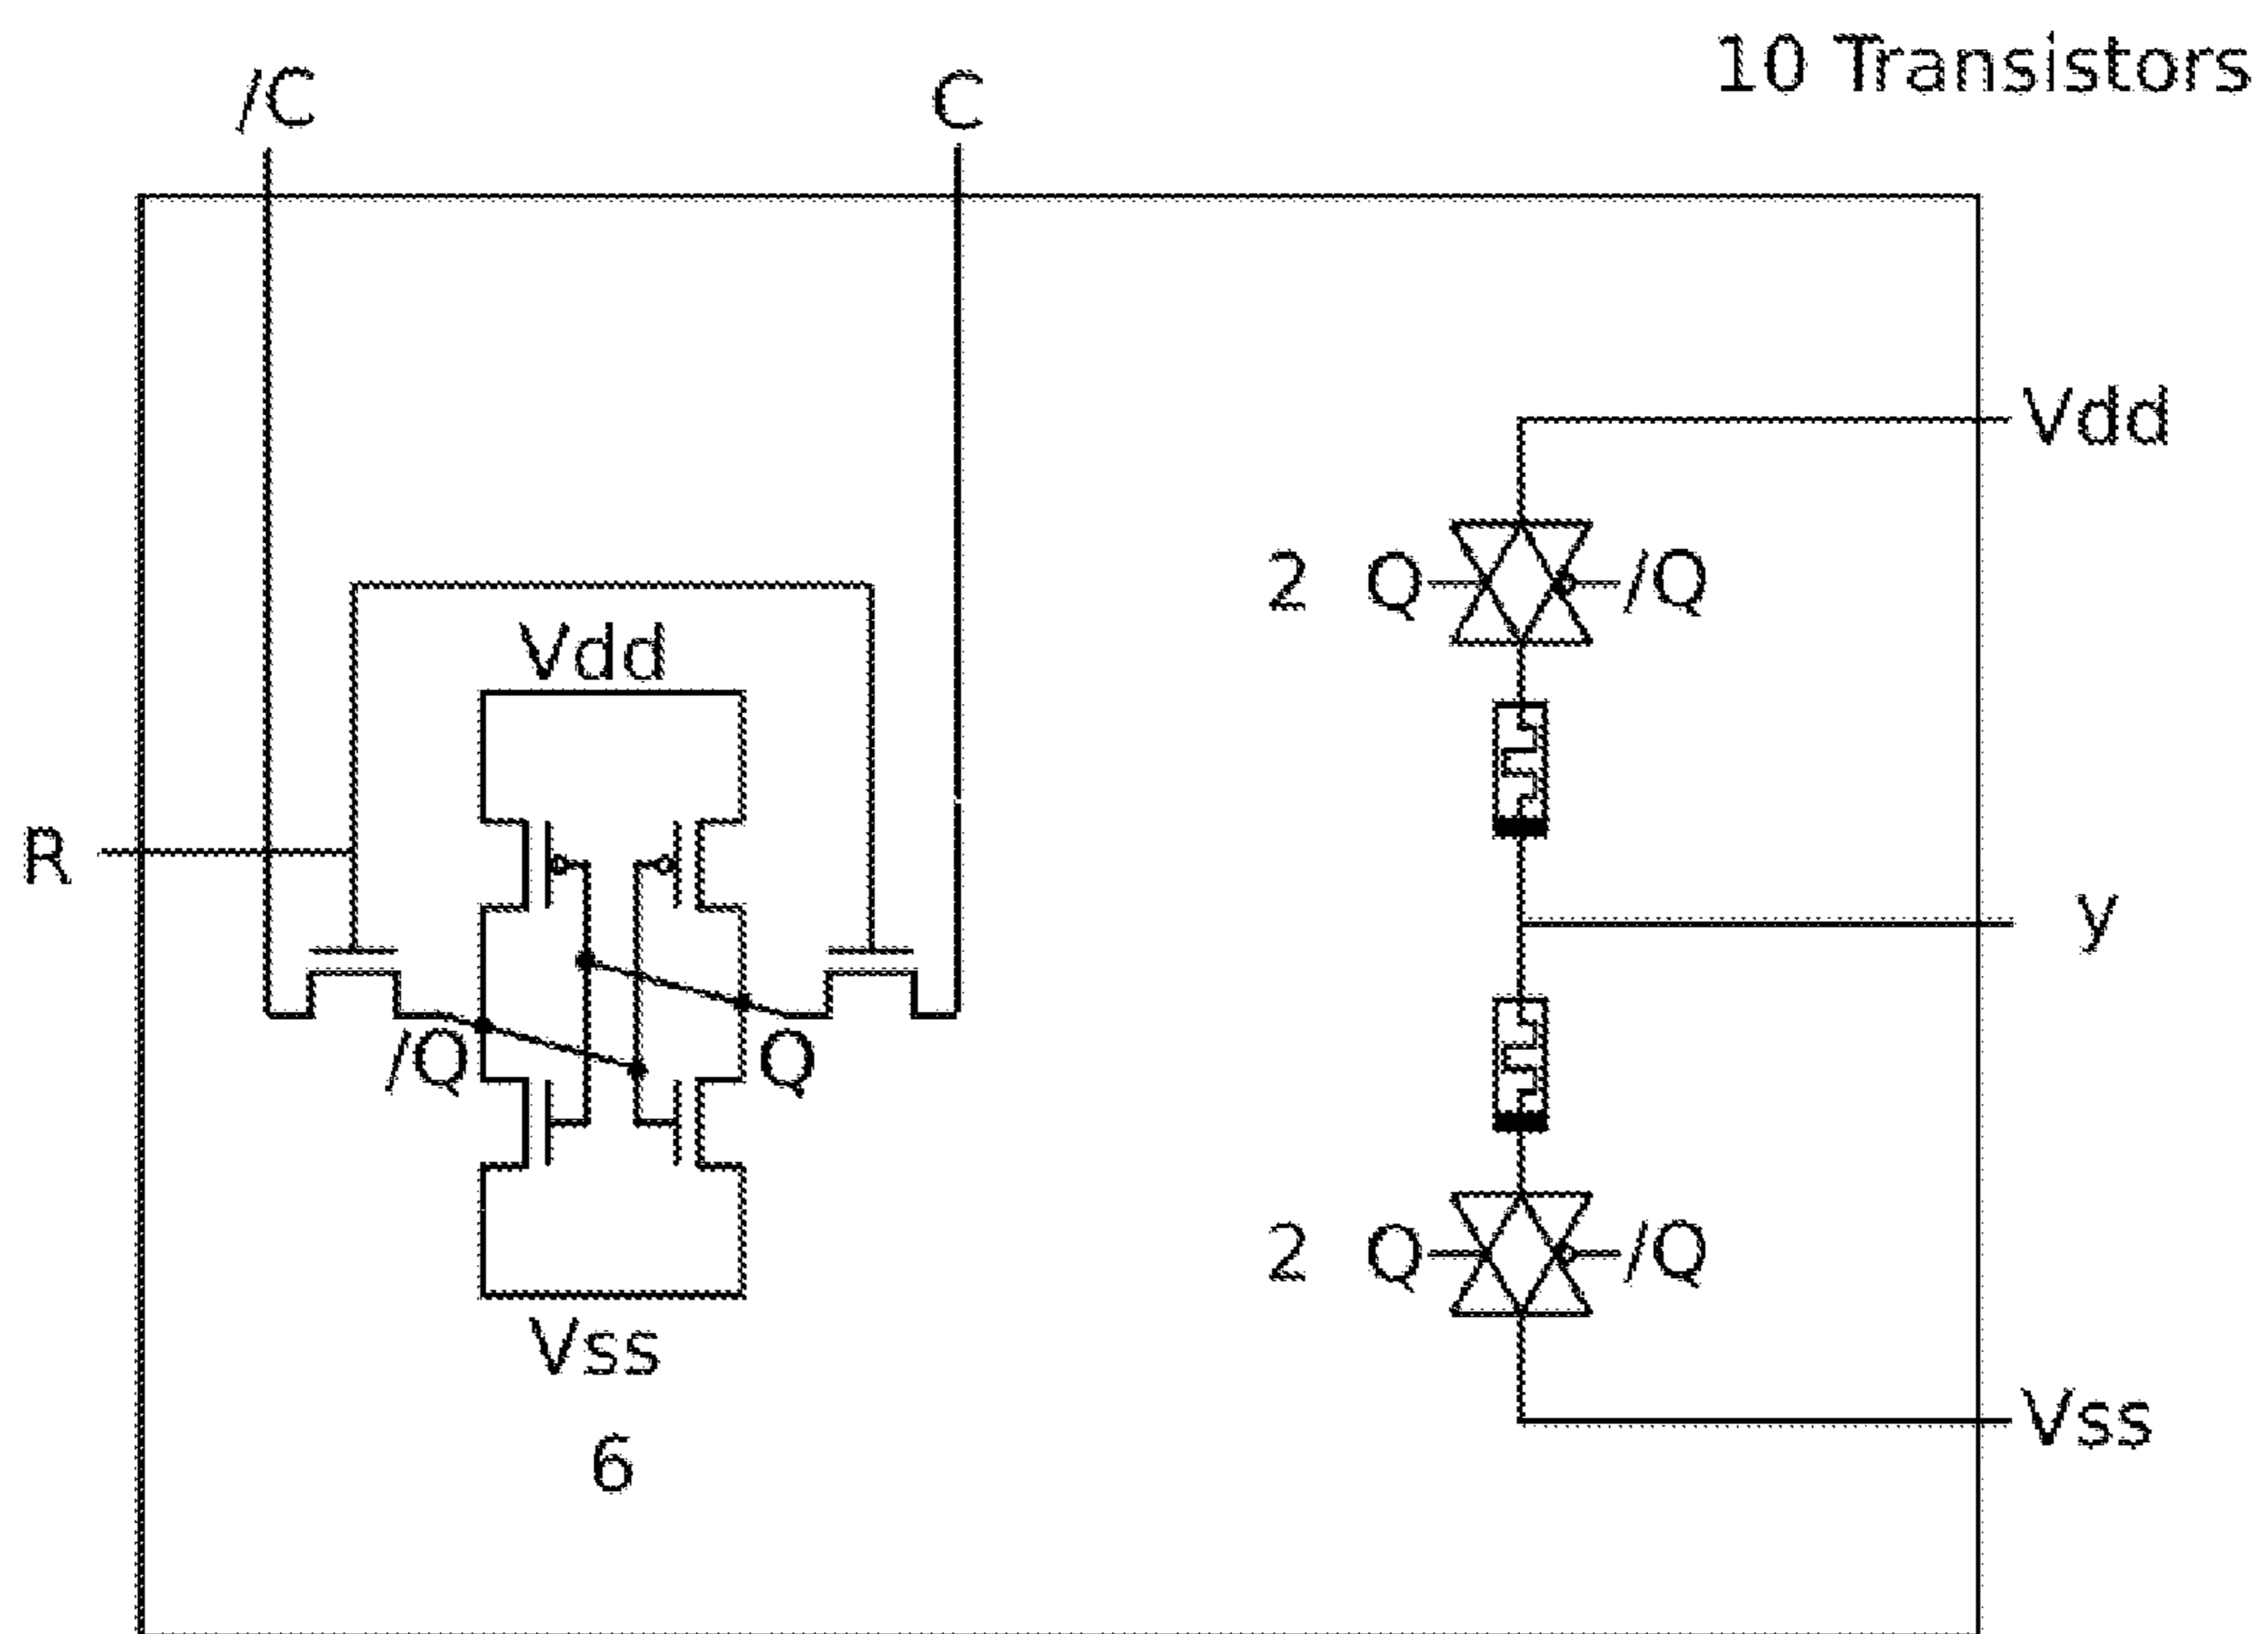 10 Transistors
/C
C
Vdd
2 Q /Q
Vdd
R
y
/Q
Q
2 Q /Q
Vss
Vss
6